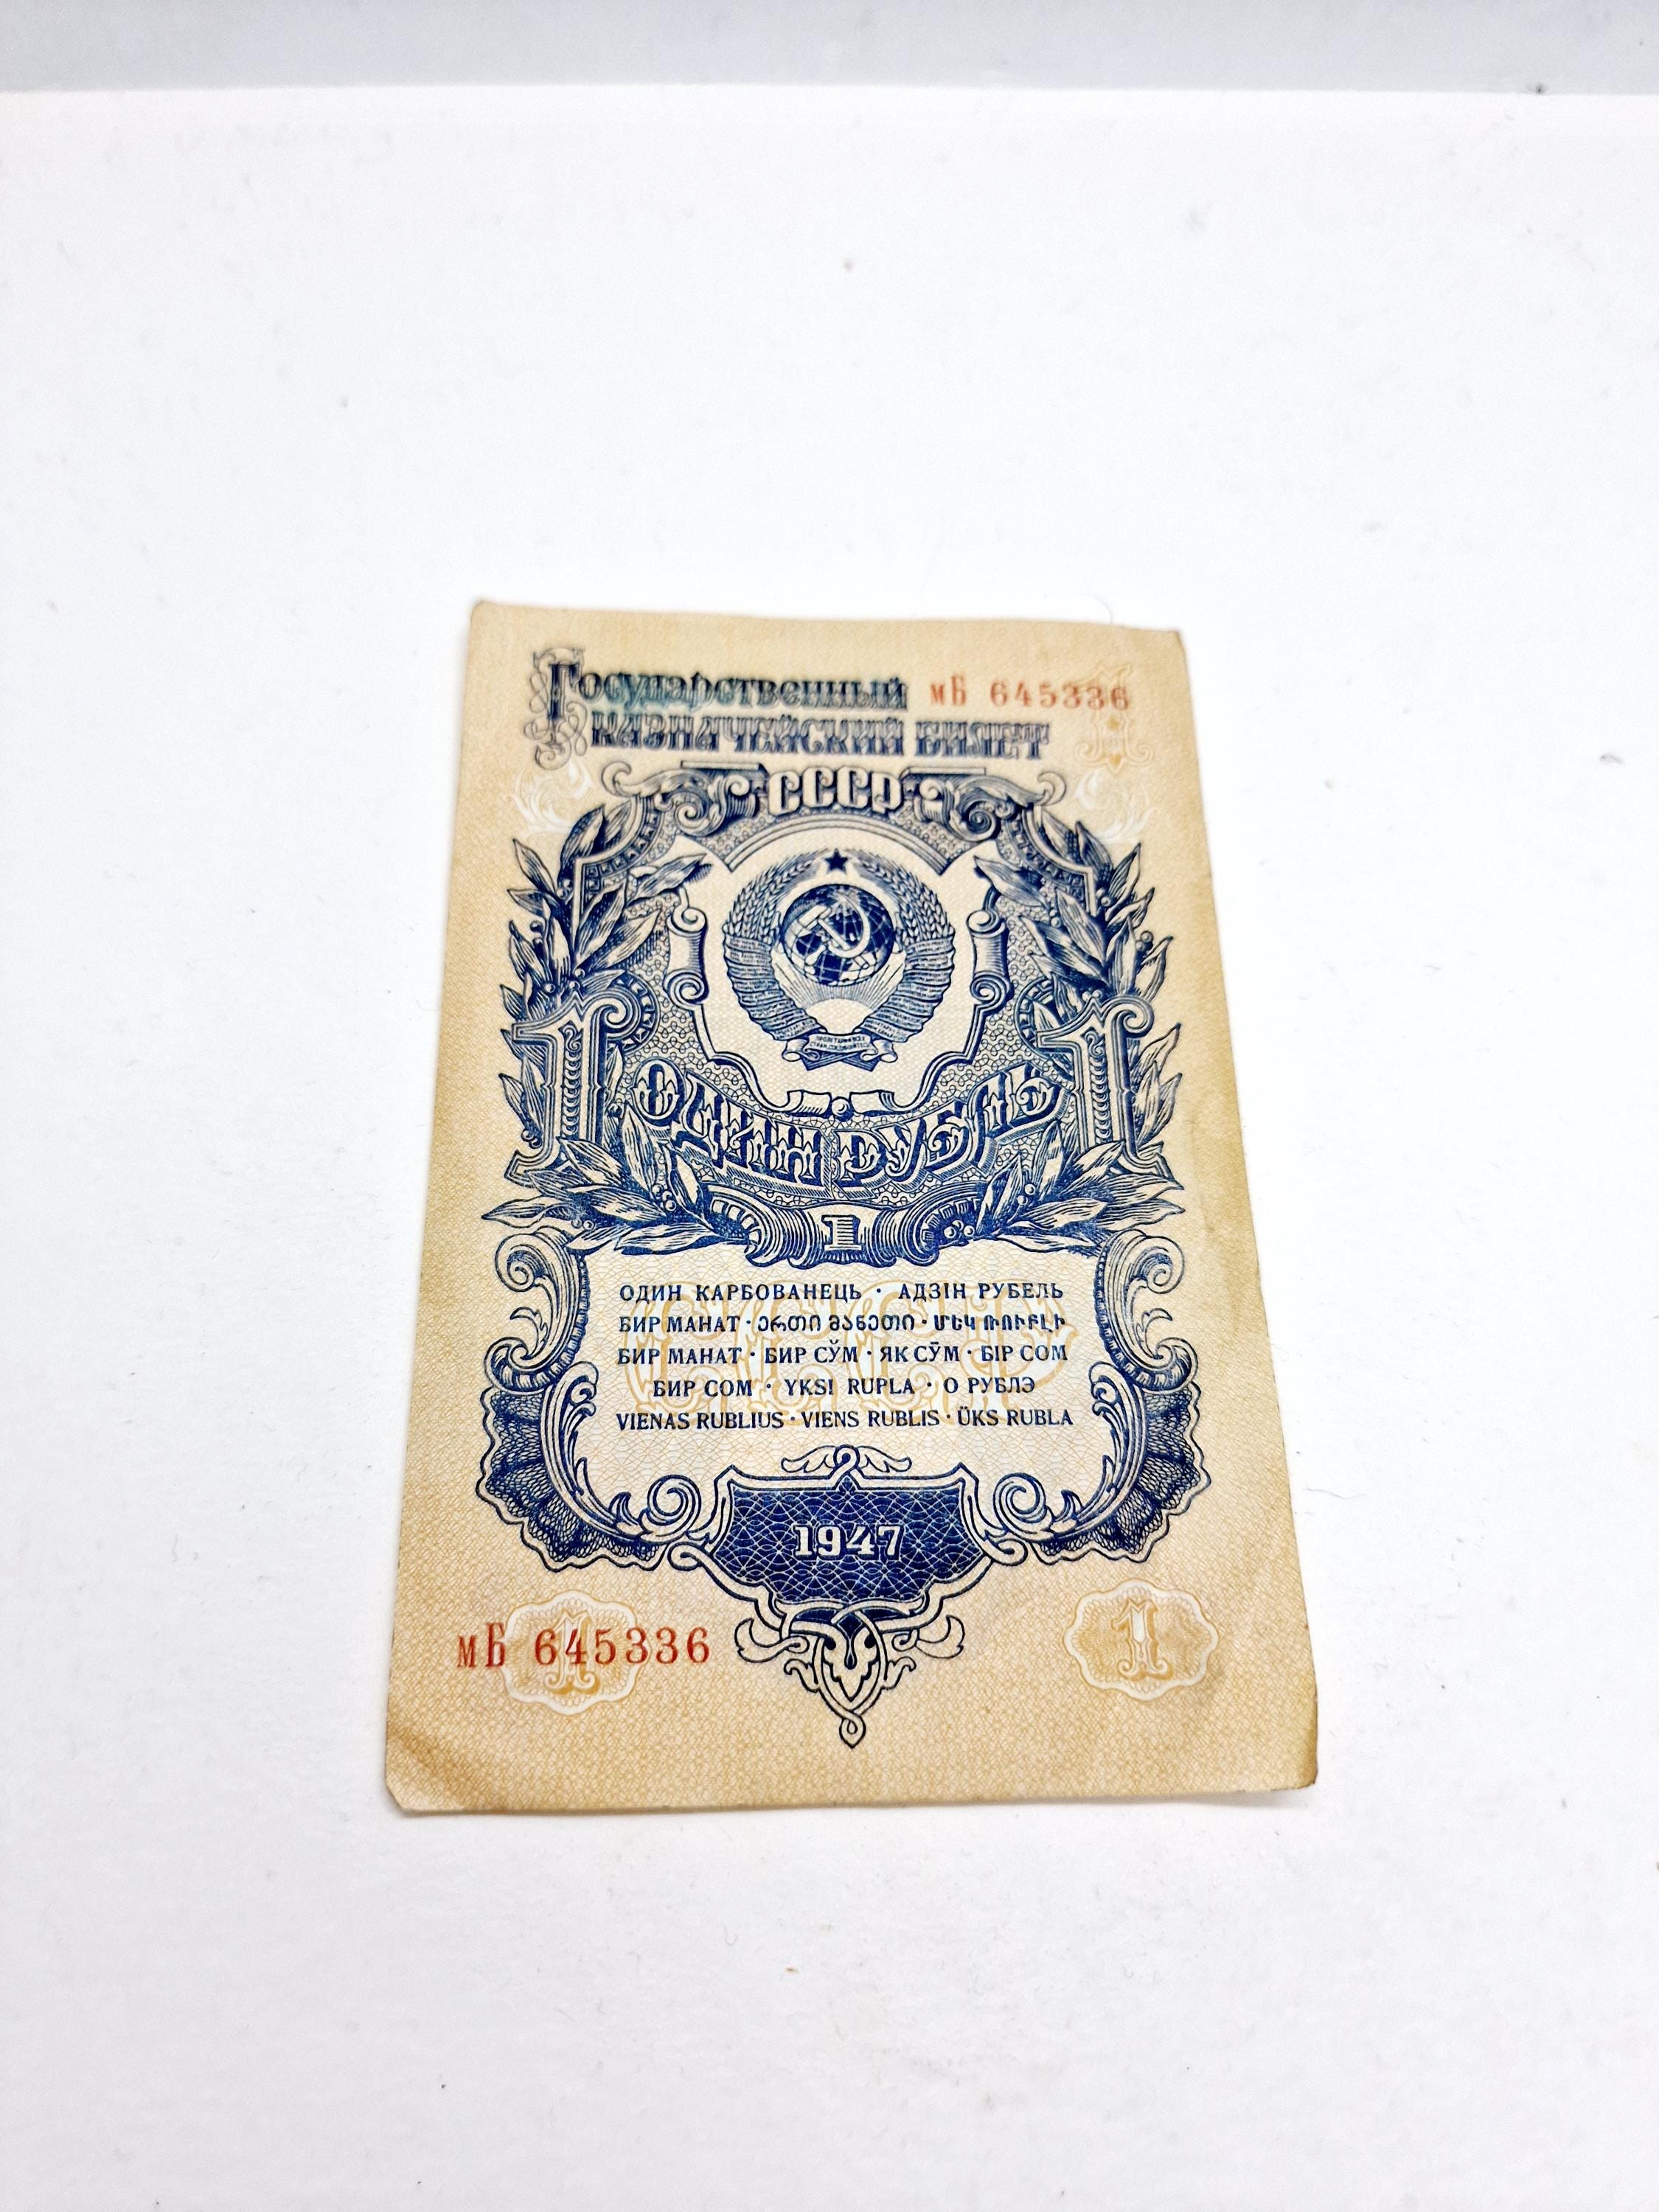 Государственный мБ 645336
казначейский билет
СССР
1 1
ОДИН РУБЛЬ
1
ОДИН КАРБОВАНЕЦЬ · АДЗІН РУБЕЛЬ
БИР МАНАТ · ერთი მანეთი · ՄԵԿ ՌՈՒԲԼԻ
БИР МАНАТ · БИР СЎМ · ЯК СӮМ · БІР СОМ
БИР СОМ · YKSI RUPLA · О РУБЛЭ
VIENAS RUBLIUS · VIENS RUBLIS · ÜKS RUBLA
1947
мБ 645336 1 1